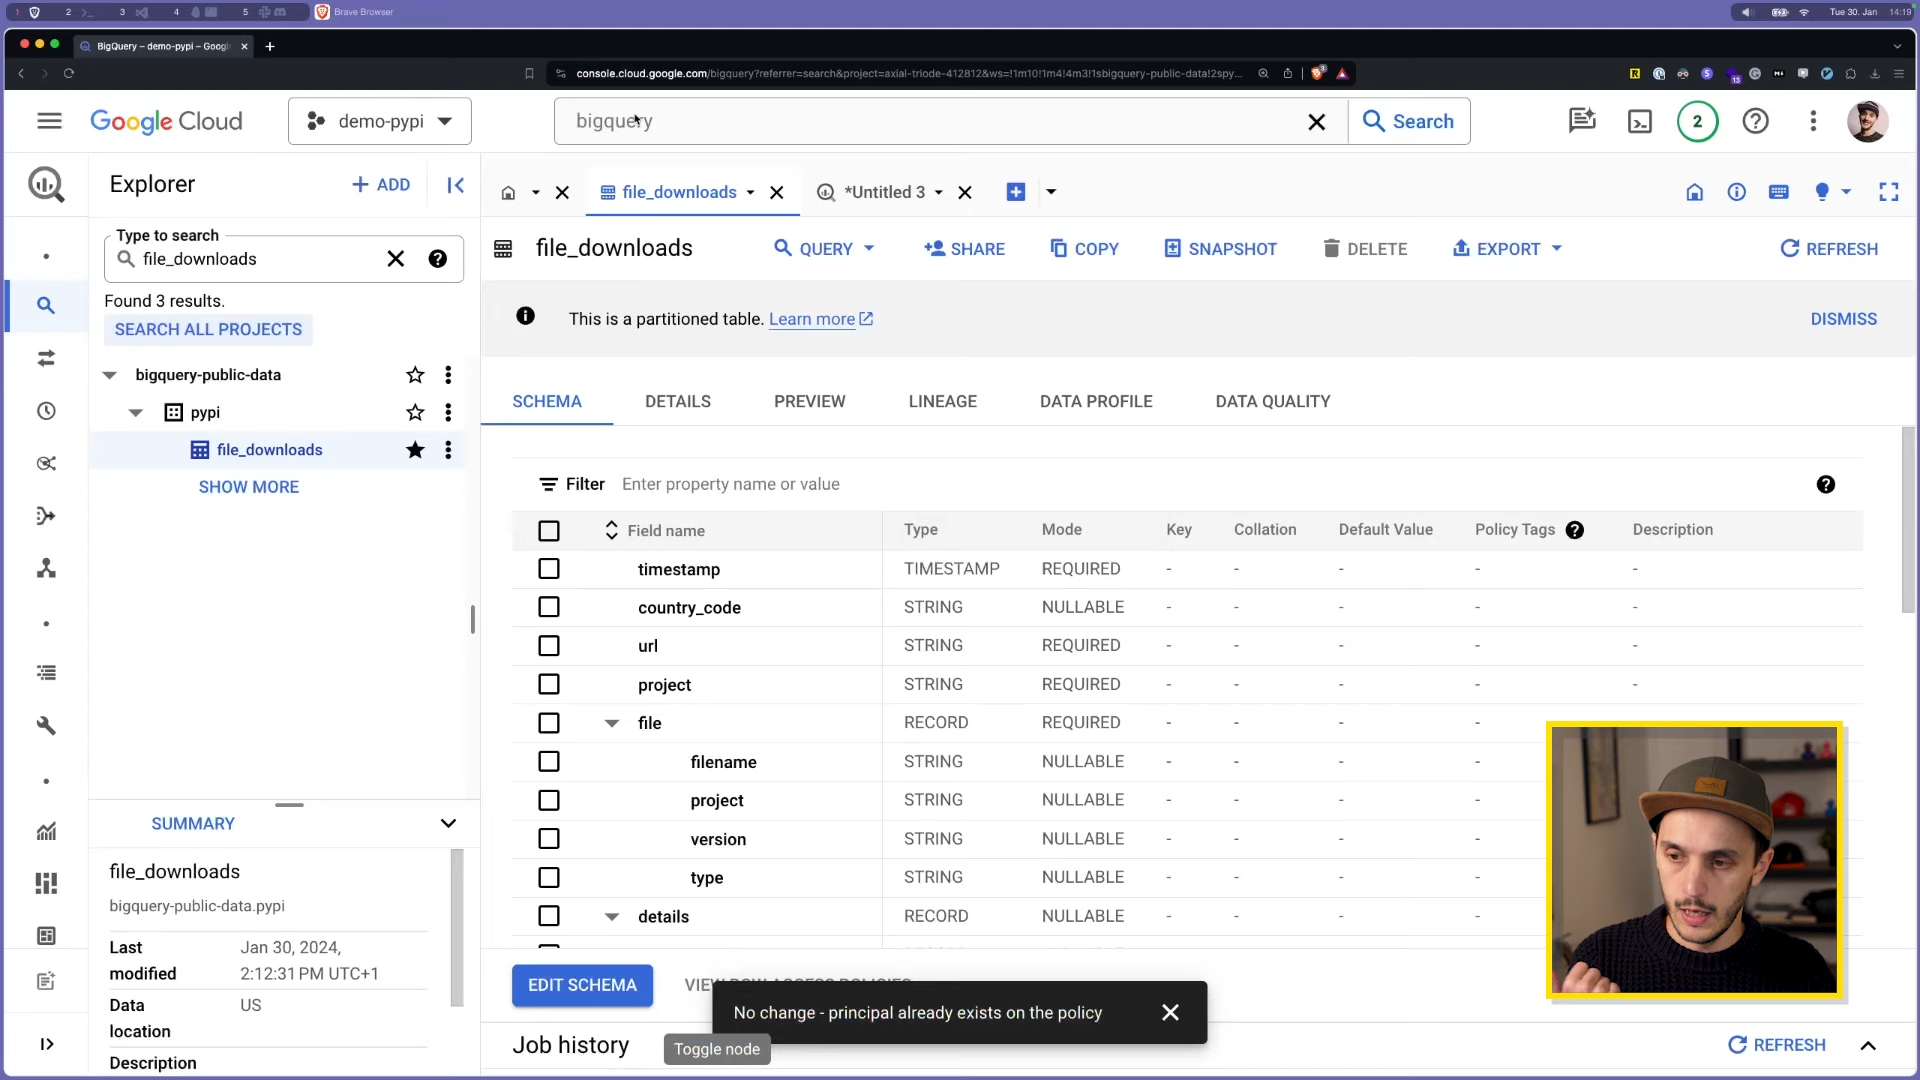 1
2
3
4
5
Brave Browser
Tue 30. Jan
14:19
BigQuery – demo-pypi – Googl
console.cloud.google.com/bigquery?referrer=search&project=axial-triode-412812&ws=!1m10!1m4!4m3!1sbigquery-public-data!2spy...
13
Google Cloud
demo-pypi
bigquery
Search
2
Explorer
+ ADD
file_downloads
*Untitled 3
Type to search
file_downloads
Found 3 results.
SEARCH ALL PROJECTS
bigquery-public-data
pypi
file_downloads
SHOW MORE
file_downloads
QUERY
SHARE
COPY
SNAPSHOT
DELETE
EXPORT
REFRESH
This is a partitioned table. Learn more
DISMISS
SCHEMA
DETAILS
PREVIEW
LINEAGE
DATA PROFILE
DATA QUALITY
Filter
Enter property name or value
Field name
Type
Mode
Key
Collation
Default Value
Policy Tags
Description
timestamp TIMESTAMP REQUIRED - - - - -
country_code STRING NULLABLE - - - - -
url STRING REQUIRED - - - - -
project STRING REQUIRED - - - - -
file RECORD REQUIRED - - - -
filename STRING NULLABLE - - - -
project STRING NULLABLE - - - -
version STRING NULLABLE - - - -
type STRING NULLABLE - - - -
details RECORD NULLABLE - - - -
SUMMARY
file_downloads
bigquery-public-data.pypi
Last modified
Jan 30, 2024, 2:12:31 PM UTC+1
Data location
US
Description
EDIT SCHEMA
VIEW ROW ACCESS POLICIES
No change - principal already exists on the policy
Job history
Toggle node
REFRESH